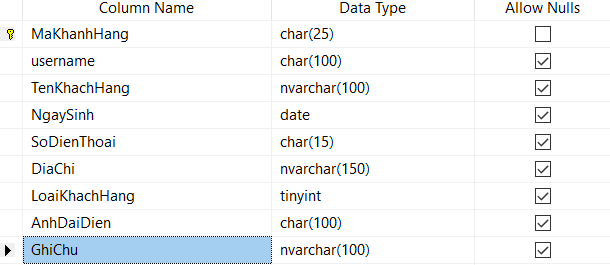 Column Name Data Type Allow Nulls
MaKhanhHang char(25)
username char(100)
TenKhachHang nvarchar(100)
NgaySinh date
SoDienThoai char(15)
DiaChi nvarchar(150)
LoaiKhachHang tinyint
AnhDaiDien char(100)
GhiChu nvarchar(100)